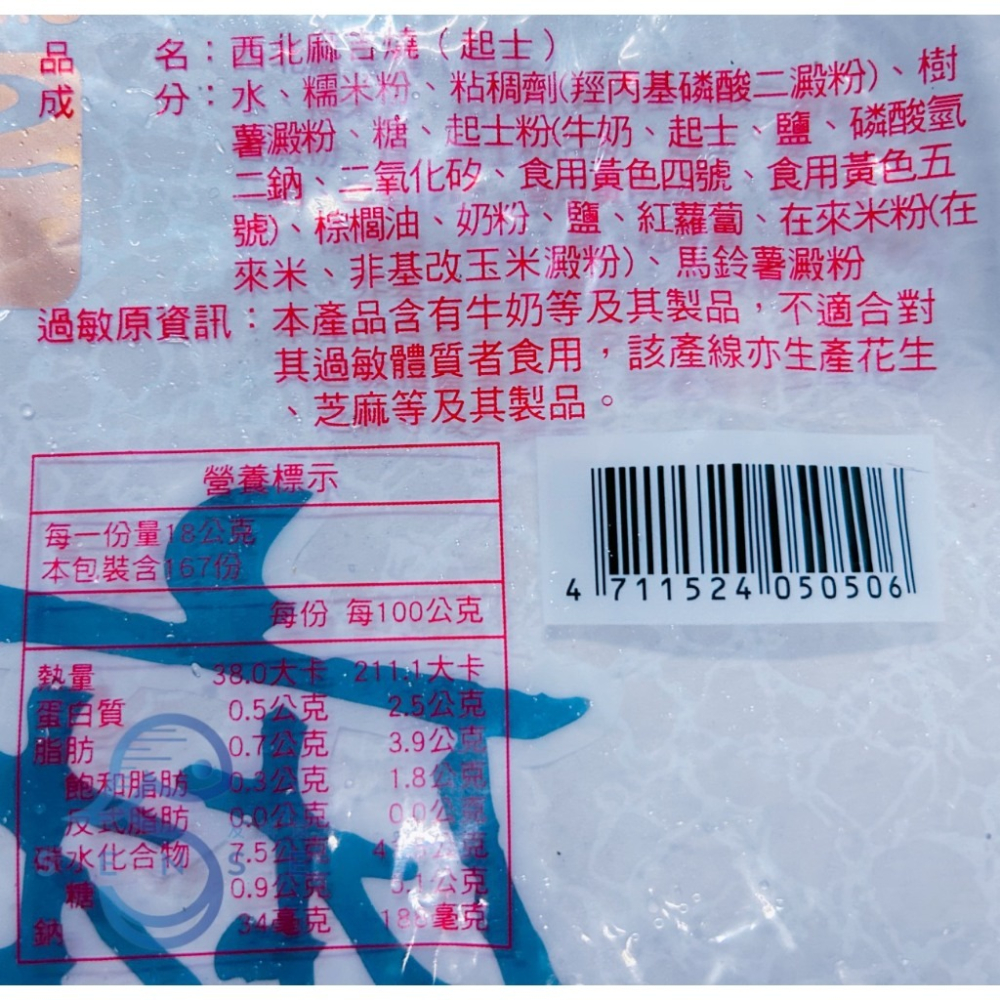 品　　名：西北麻吉燒（起士）
成　　分：水、糯米粉、粘稠劑(羥丙基磷酸二澱粉)、樹
薯澱粉、糖、起士粉(牛奶、起士、鹽、磷酸氫
二鈉、二氧化矽、食用黃色四號、食用黃色五
號)、棕櫚油、奶粉、鹽、紅蘿蔔、在來米粉(在
來米、非基改玉米澱粉)、馬鈴薯澱粉
過敏原資訊：本產品含有牛奶等及其製品，不適合對
其過敏體質者食用，該產線亦生產花生
、芝麻等及其製品。
營養標示
每一份量18公克
本包裝含167份
每份 每100公克
熱量 38.0大卡 211.1大卡
蛋白質 0.5公克 2.5公克
脂肪 0.7公克 3.9公克
飽和脂肪 0.3公克 1.8公克
反式脂肪 0.0公克 0.0公克
碳水化合物 7.5公克 公克
糖 0.9公克 5.1公克
鈉 34毫克 毫克
4 711524 050506